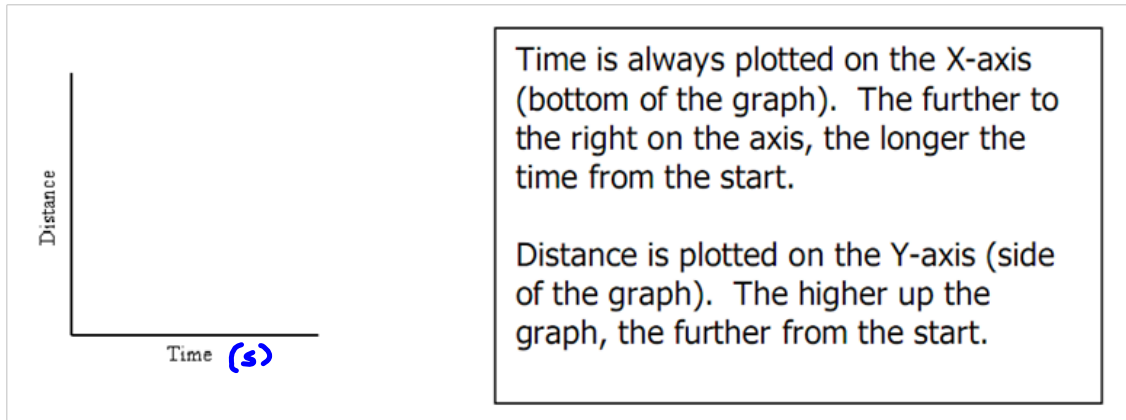 Distance
Time (s)
Time is always plotted on the X-axis
(bottom of the graph). The further to
the right on the axis, the longer the
time from the start.
Distance is plotted on the Y-axis (side
of the graph). The higher up the
graph, the further from the start.